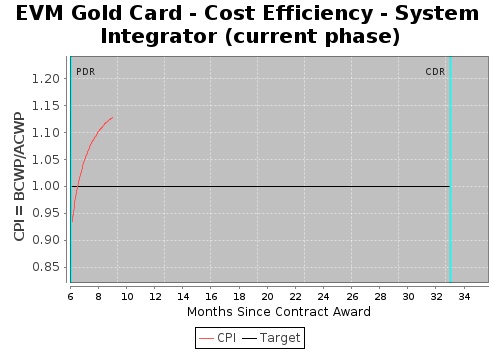 EVM Gold Card - Cost Efficiency - System
Integrator (current phase)
PDR
CDR
1.20
1.15
1.10
1.05
1.00
0.95
0.90
0.85
CPI = BCWP/ACWP
6 8 10 12 14 16 18 20 22 24 26 28 30 32 34
Months Since Contract Award
CPI Target